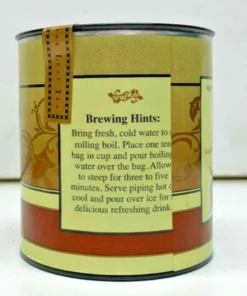 Brewing Hints:
Bring fresh, cold water to a
rolling boil. Place one tea
bag in cup and pour boiling
water over the bag. Allow
to steep for three to five
minutes. Serve piping hot or
cool and pour over ice for a
delicious refreshing drink.